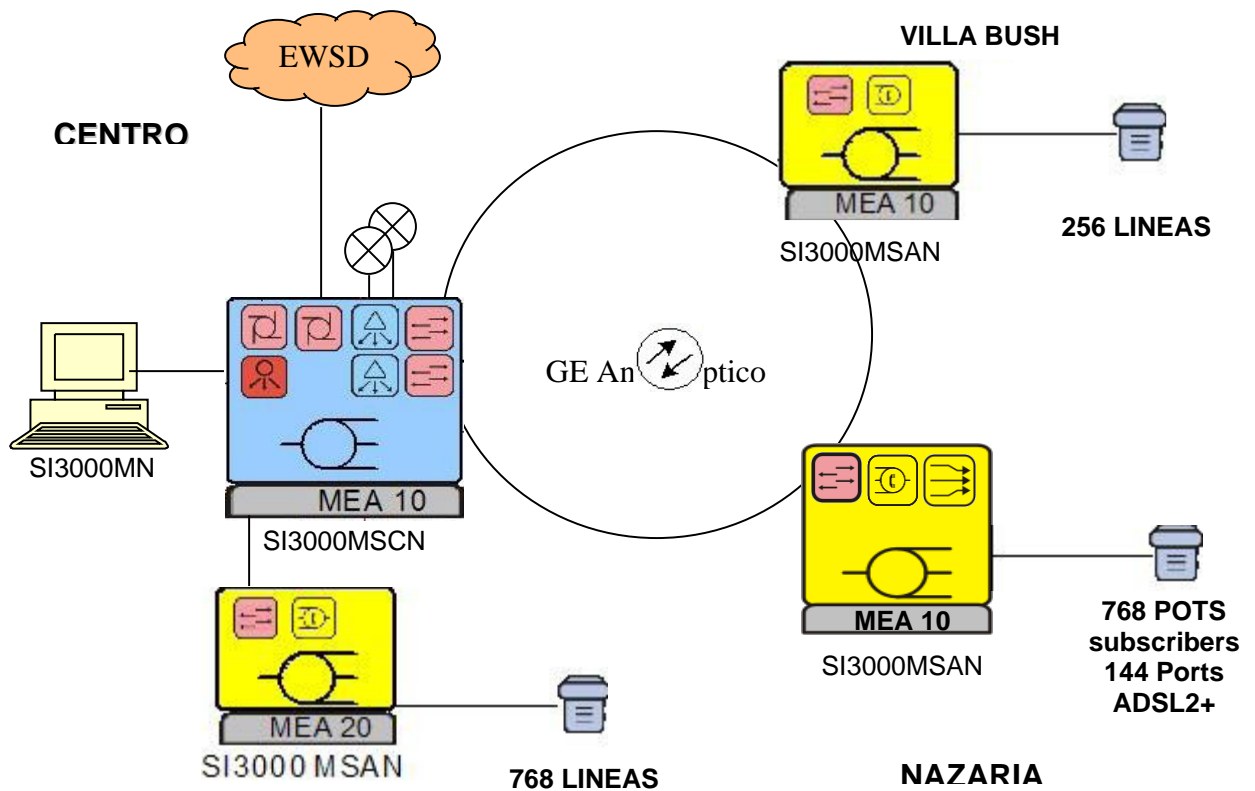 EWSD
VILLA BUSH
CENTRO
MEA 10
256 LINEAS
SI3000MSAN
GE An ptico
SI3000MN
MEA 10
SI3000MSCN
MEA 10
SI3000MSAN
768 POTS
subscribers
144 Ports
ADSL2+
MEA 20
SI3000 MSAN
768 LINEAS
NAZARIA